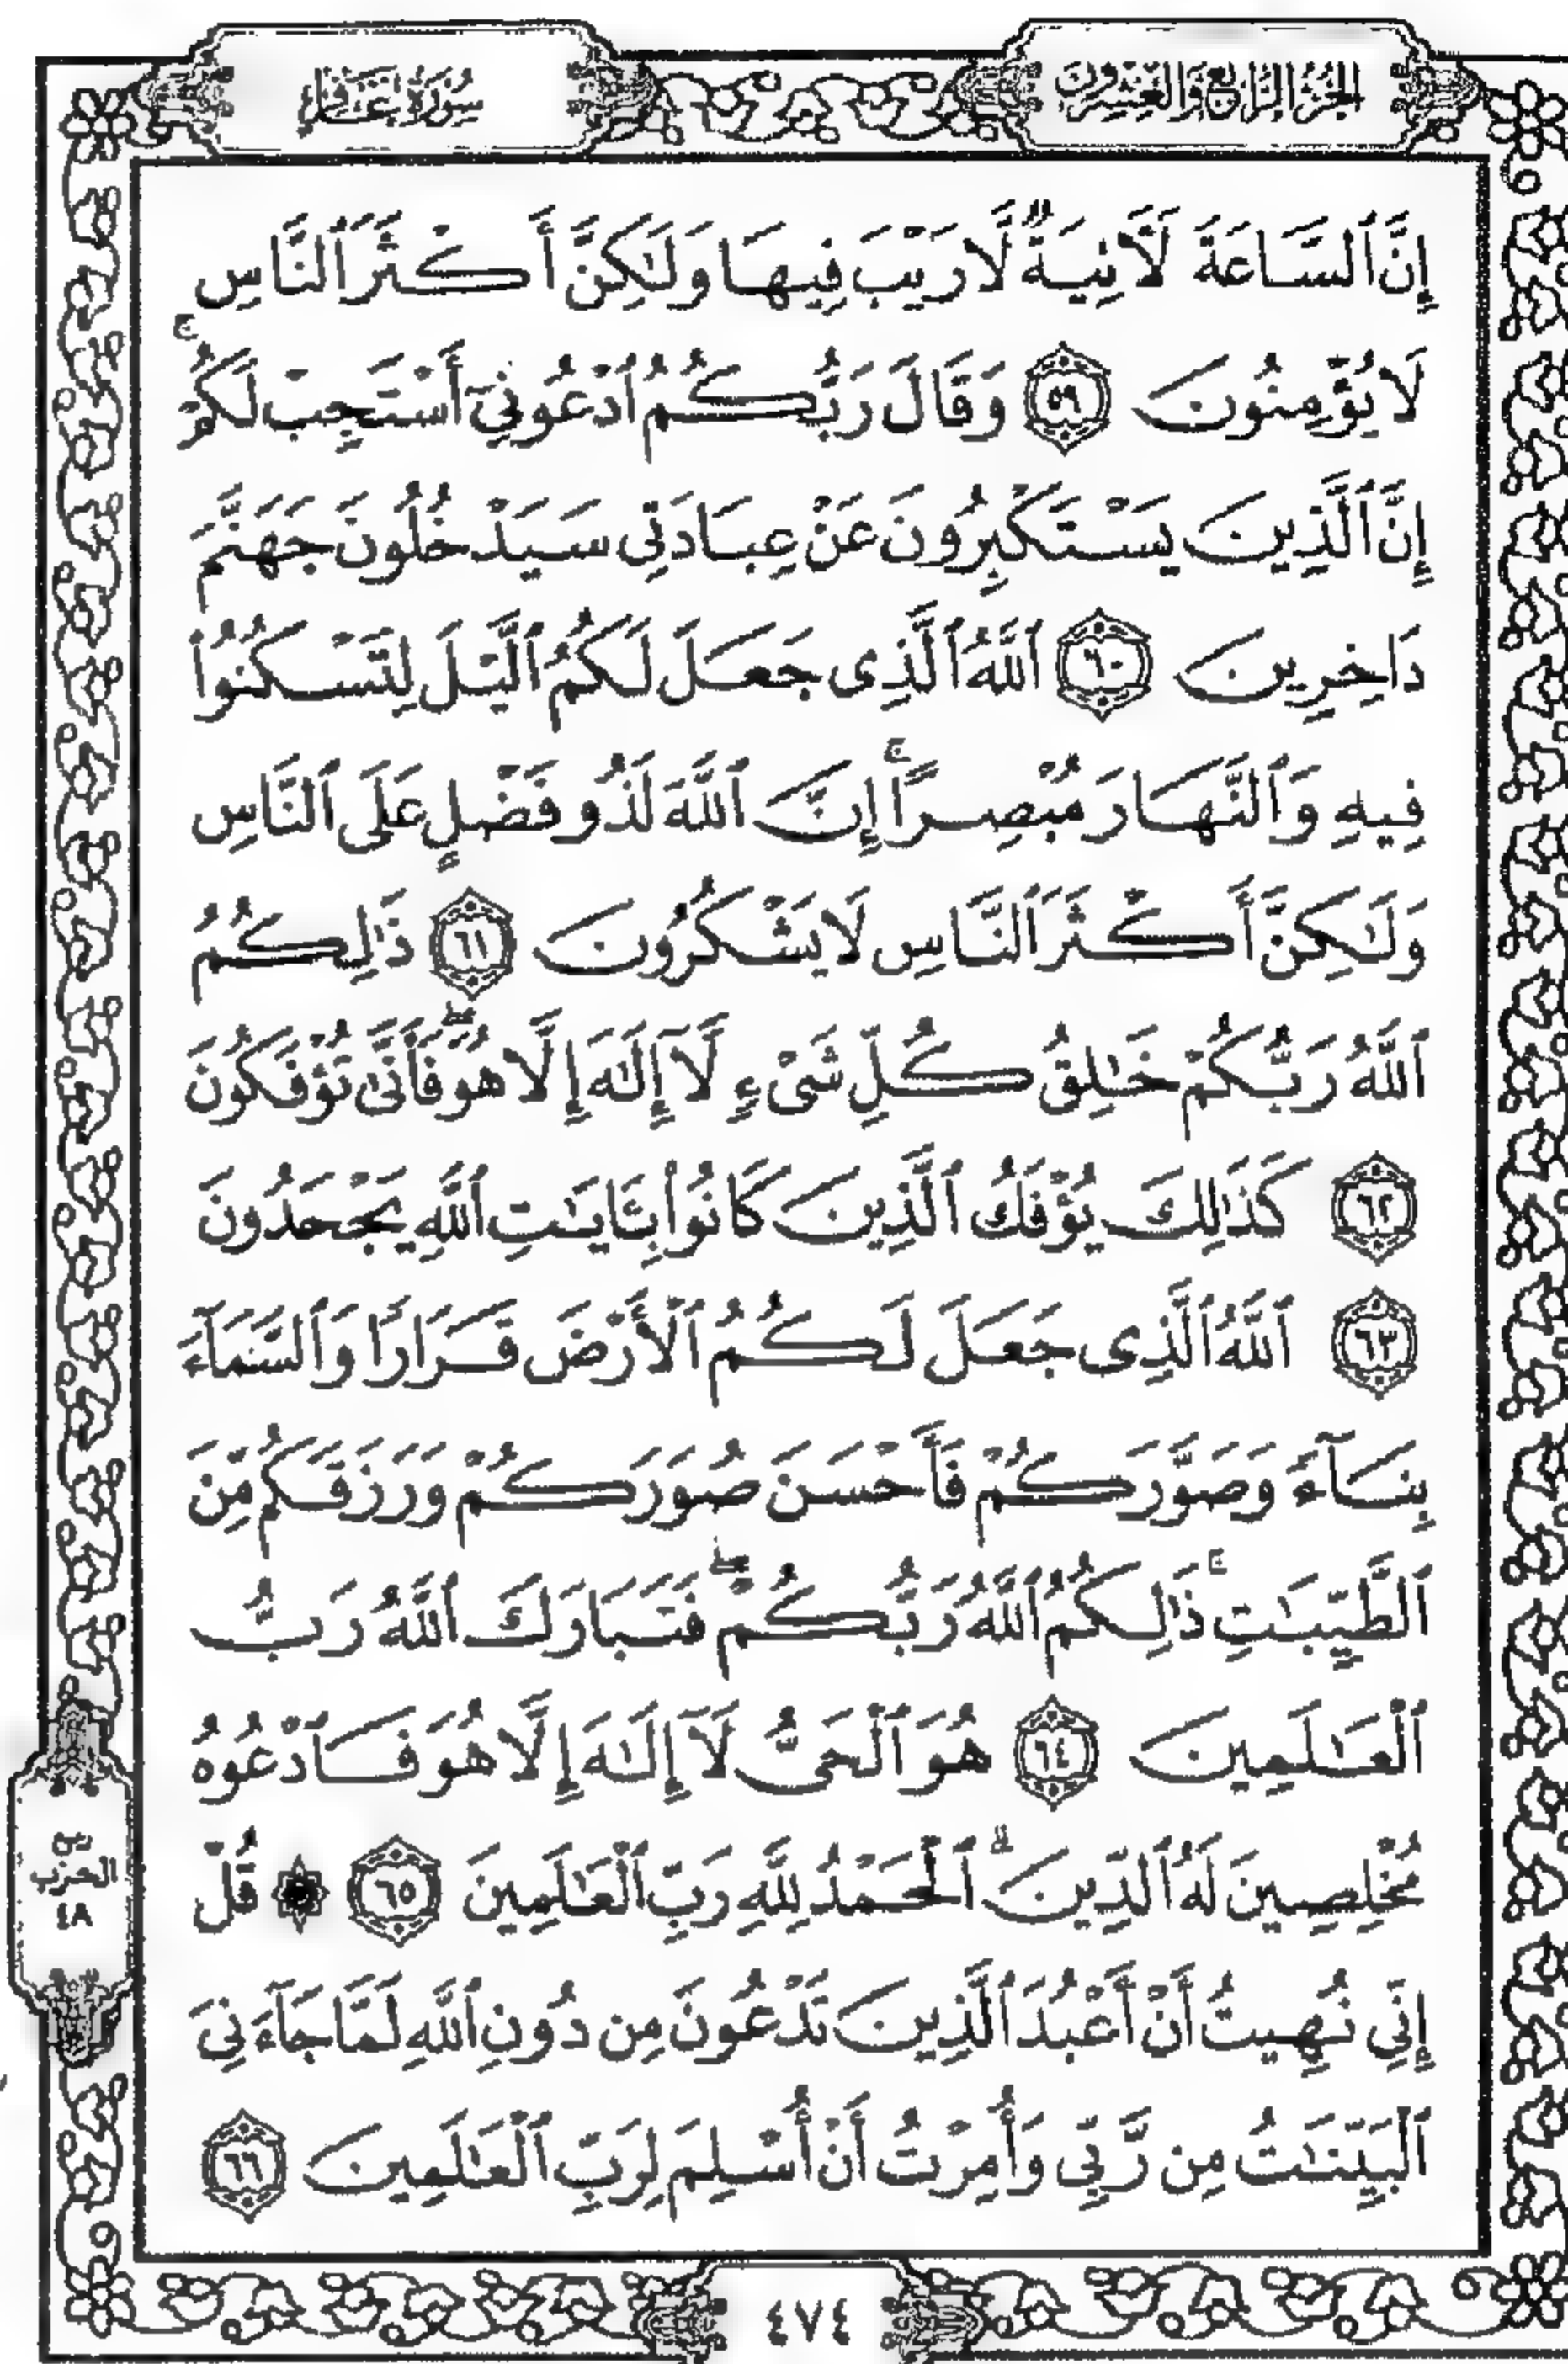 الجزء الرابع والعشرون
سورة غافر
إِنَّ ٱلسَّاعَةَ لَـَٔاتِيَةٌ لَّا رَيْبَ فِيهَا وَلَـٰكِنَّ أَكْثَرَ ٱلنَّاسِ
لَا يُؤْمِنُونَ ٥٩ وَقَالَ رَبُّكُمُ ٱدْعُونِىٓ أَسْتَجِبْ لَكُمْ ۚ
إِنَّ ٱلَّذِينَ يَسْتَكْبِرُونَ عَنْ عِبَادَتِى سَيَدْخُلُونَ جَهَنَّمَ
دَاخِرِينَ ٦٠ ٱللَّهُ ٱلَّذِى جَعَلَ لَكُمُ ٱلَّيْلَ لِتَسْكُنُوا۟
فِيهِ وَٱلنَّهَارَ مُبْصِرًا ۚ إِنَّ ٱللَّهَ لَذُو فَضْلٍ عَلَى ٱلنَّاسِ
وَلَـٰكِنَّ أَكْثَرَ ٱلنَّاسِ لَا يَشْكُرُونَ ٦١ ذَٰلِكُمُ
ٱللَّهُ رَبُّكُمْ خَـٰلِقُ كُلِّ شَىْءٍ لَّآ إِلَـٰهَ إِلَّا هُوَ ۖ فَأَنَّىٰ تُؤْفَكُونَ
٦٢ كَذَٰلِكَ يُؤْفَكُ ٱلَّذِينَ كَانُوا۟ بِـَٔايَـٰتِ ٱللَّهِ يَجْحَدُونَ
٦٣ ٱللَّهُ ٱلَّذِى جَعَلَ لَكُمُ ٱلْأَرْضَ قَرَارًا وَٱلسَّمَآءَ
بِنَآءً وَصَوَّرَكُمْ فَأَحْسَنَ صُوَرَكُمْ وَرَزَقَكُم مِّنَ
ٱلطَّيِّبَـٰتِ ۚ ذَٰلِكُمُ ٱللَّهُ رَبُّكُمْ ۖ فَتَبَارَكَ ٱللَّهُ رَبُّ
ٱلْعَـٰلَمِينَ ٦٤ هُوَ ٱلْحَىُّ لَآ إِلَـٰهَ إِلَّا هُوَ فَٱدْعُوهُ
مُخْلِصِينَ لَهُ ٱلدِّينَ ۗ ٱلْحَمْدُ لِلَّهِ رَبِّ ٱلْعَـٰلَمِينَ ٦٥ ۞ قُلْ
إِنِّى نُهِيتُ أَنْ أَعْبُدَ ٱلَّذِينَ تَدْعُونَ مِن دُونِ ٱللَّهِ لَمَّا جَآءَنِىَ
ٱلْبَيِّنَـٰتُ مِن رَّبِّى وَأُمِرْتُ أَنْ أُسْلِمَ لِرَبِّ ٱلْعَـٰلَمِينَ ٦٦
ربع
الحزب
٤٨
٤٧٤